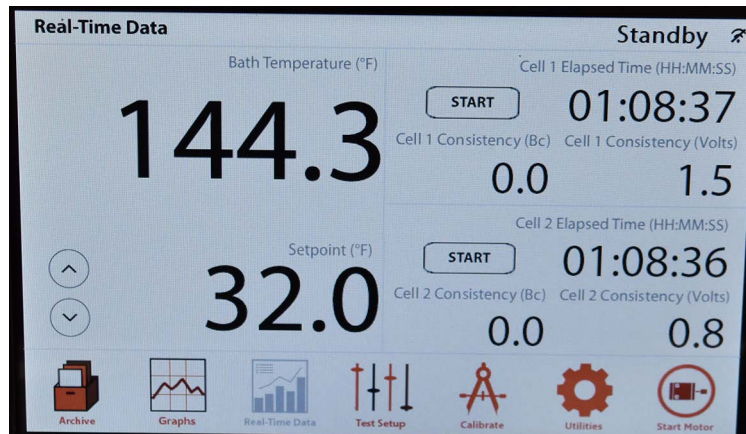 Real-Time Data
Standby
Bath Temperature (°F)
144.3
Setpoint (°F)
32.0
Cell 1 Elapsed Time (HH:MM:SS)
START 01:08:37
Cell 1 Consistency (Bc) Cell 1 Consistency (Volts)
0.0 1.5
Cell 2 Elapsed Time (HH:MM:SS)
START 01:08:36
Cell 2 Consistency (Bc) Cell 2 Consistency (Volts)
0.0 0.8
Archive Graphs Real-Time Data Test Setup Calibrate Utilities Start Motor